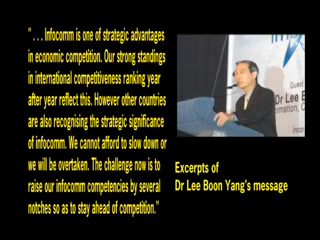 " . . . Infocomm is one of strategic advantages
in economic competition. Our strong standings
in international competitiveness ranking year
after year reflect this. However other countries
are also recognising the strategic significance
of infocomm. We cannot afford to slow down or
we will be overtaken. The challenge now is to
raise our infocomm competencies by several
notches so as to stay ahead of competition."
Guest
Dr Lee B
Excerpts of
Dr Lee Boon Yang's message